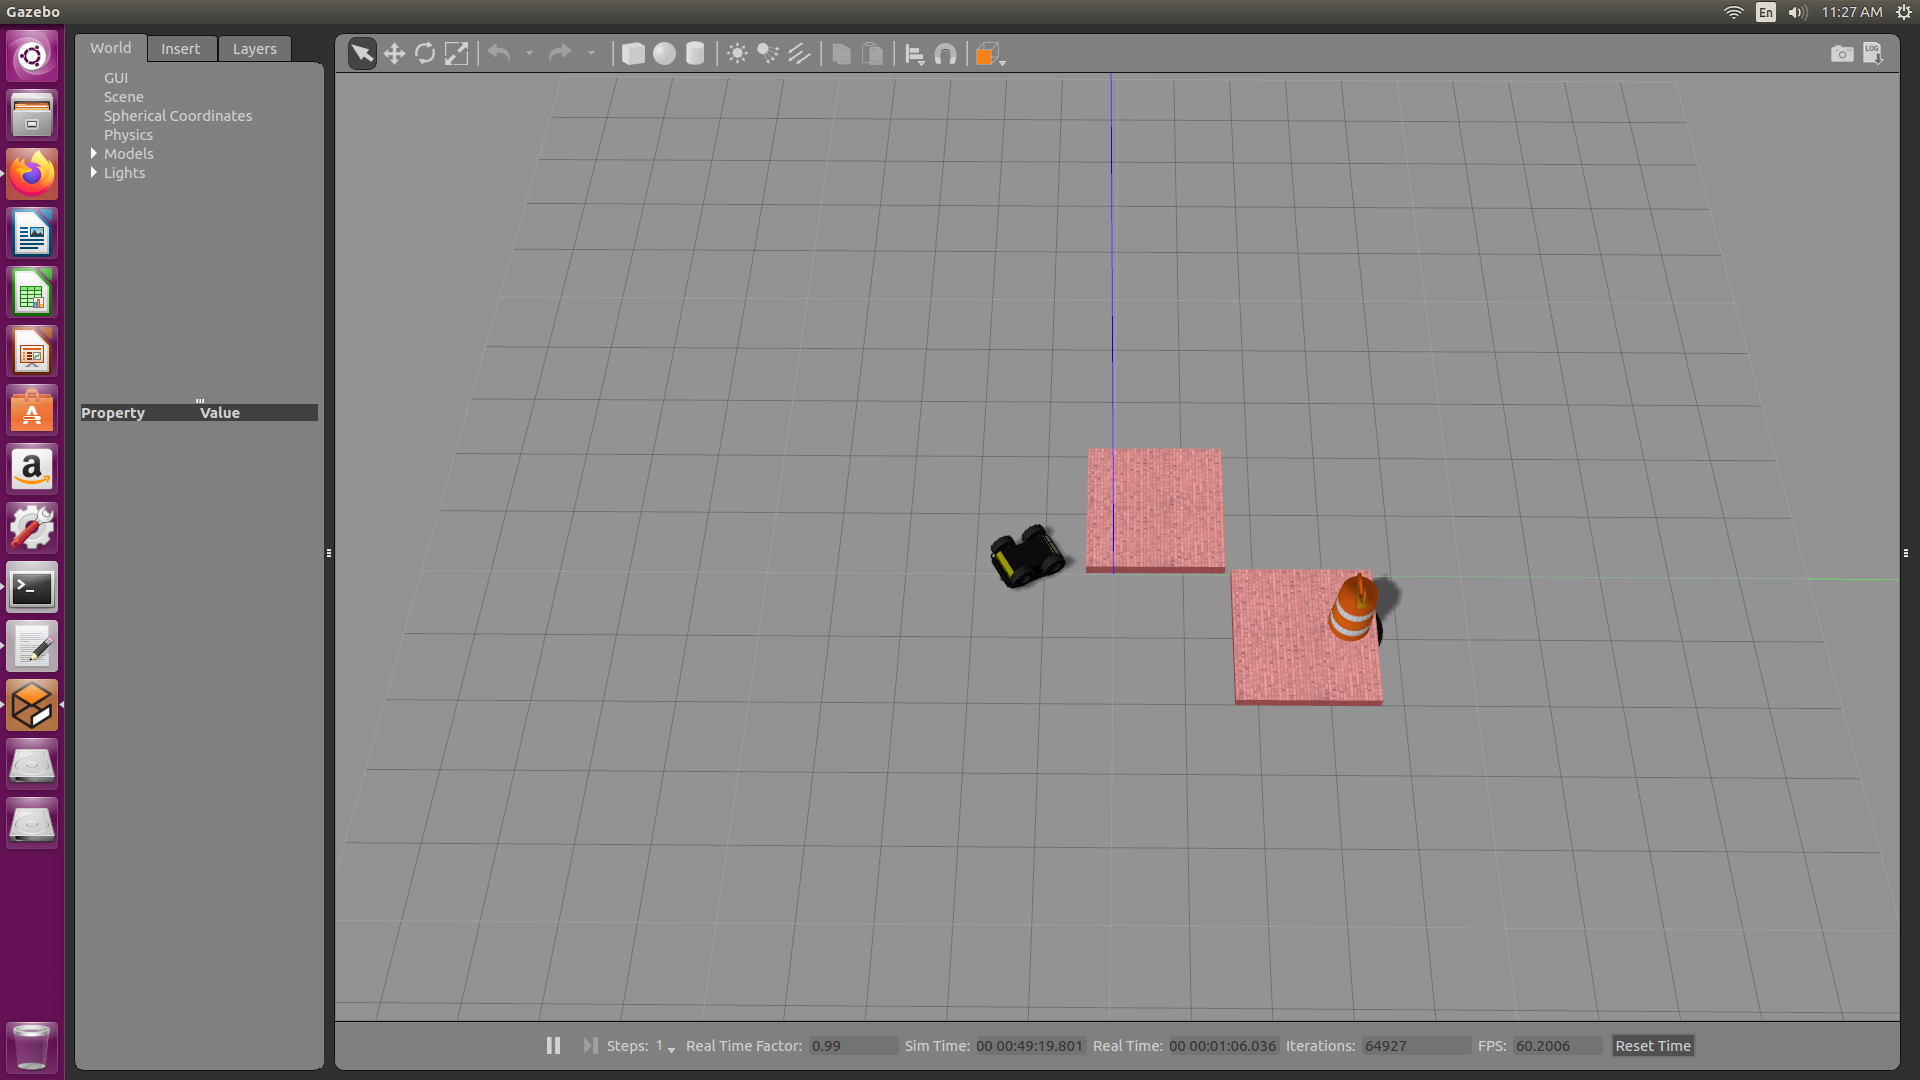 Gazebo
En
11:27 AM
World
Insert
Layers
GUI
Scene
Spherical Coordinates
Physics
Models
Lights
Property Value
LOG
Steps: 1 Real Time Factor: 0.99 Sim Time: 00 00:49:19.801 Real Time: 00 00:01:06.036 Iterations: 64927 FPS: 60.2006 Reset Time